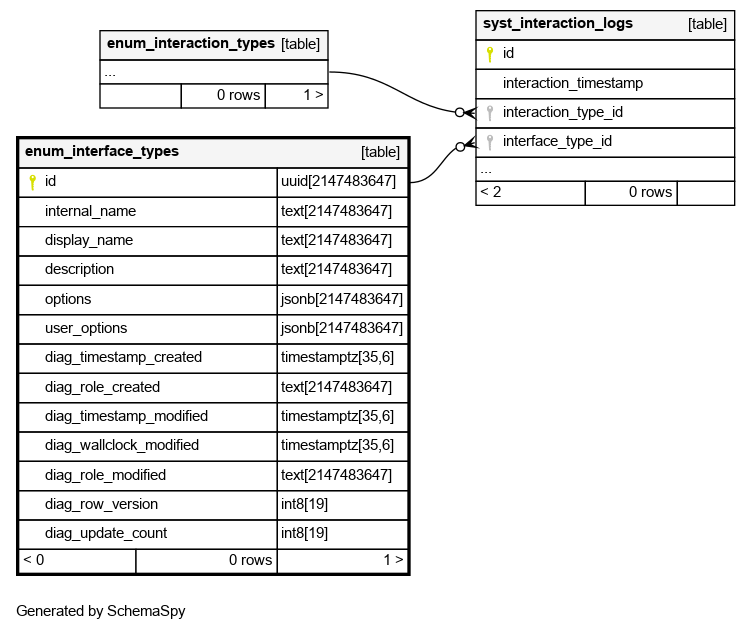 enum_interaction_types [table]
...
0 rows 1 >
syst_interaction_logs [table]
id
interaction_timestamp
interaction_type_id
interface_type_id
...
< 2 0 rows
enum_interface_types [table]
id uuid[2147483647]
internal_name text[2147483647]
display_name text[2147483647]
description text[2147483647]
options jsonb[2147483647]
user_options jsonb[2147483647]
diag_timestamp_created timestamptz[35,6]
diag_role_created text[2147483647]
diag_timestamp_modified timestamptz[35,6]
diag_wallclock_modified timestamptz[35,6]
diag_role_modified text[2147483647]
diag_row_version int8[19]
diag_update_count int8[19]
< 0 0 rows 1 >
Generated by SchemaSpy